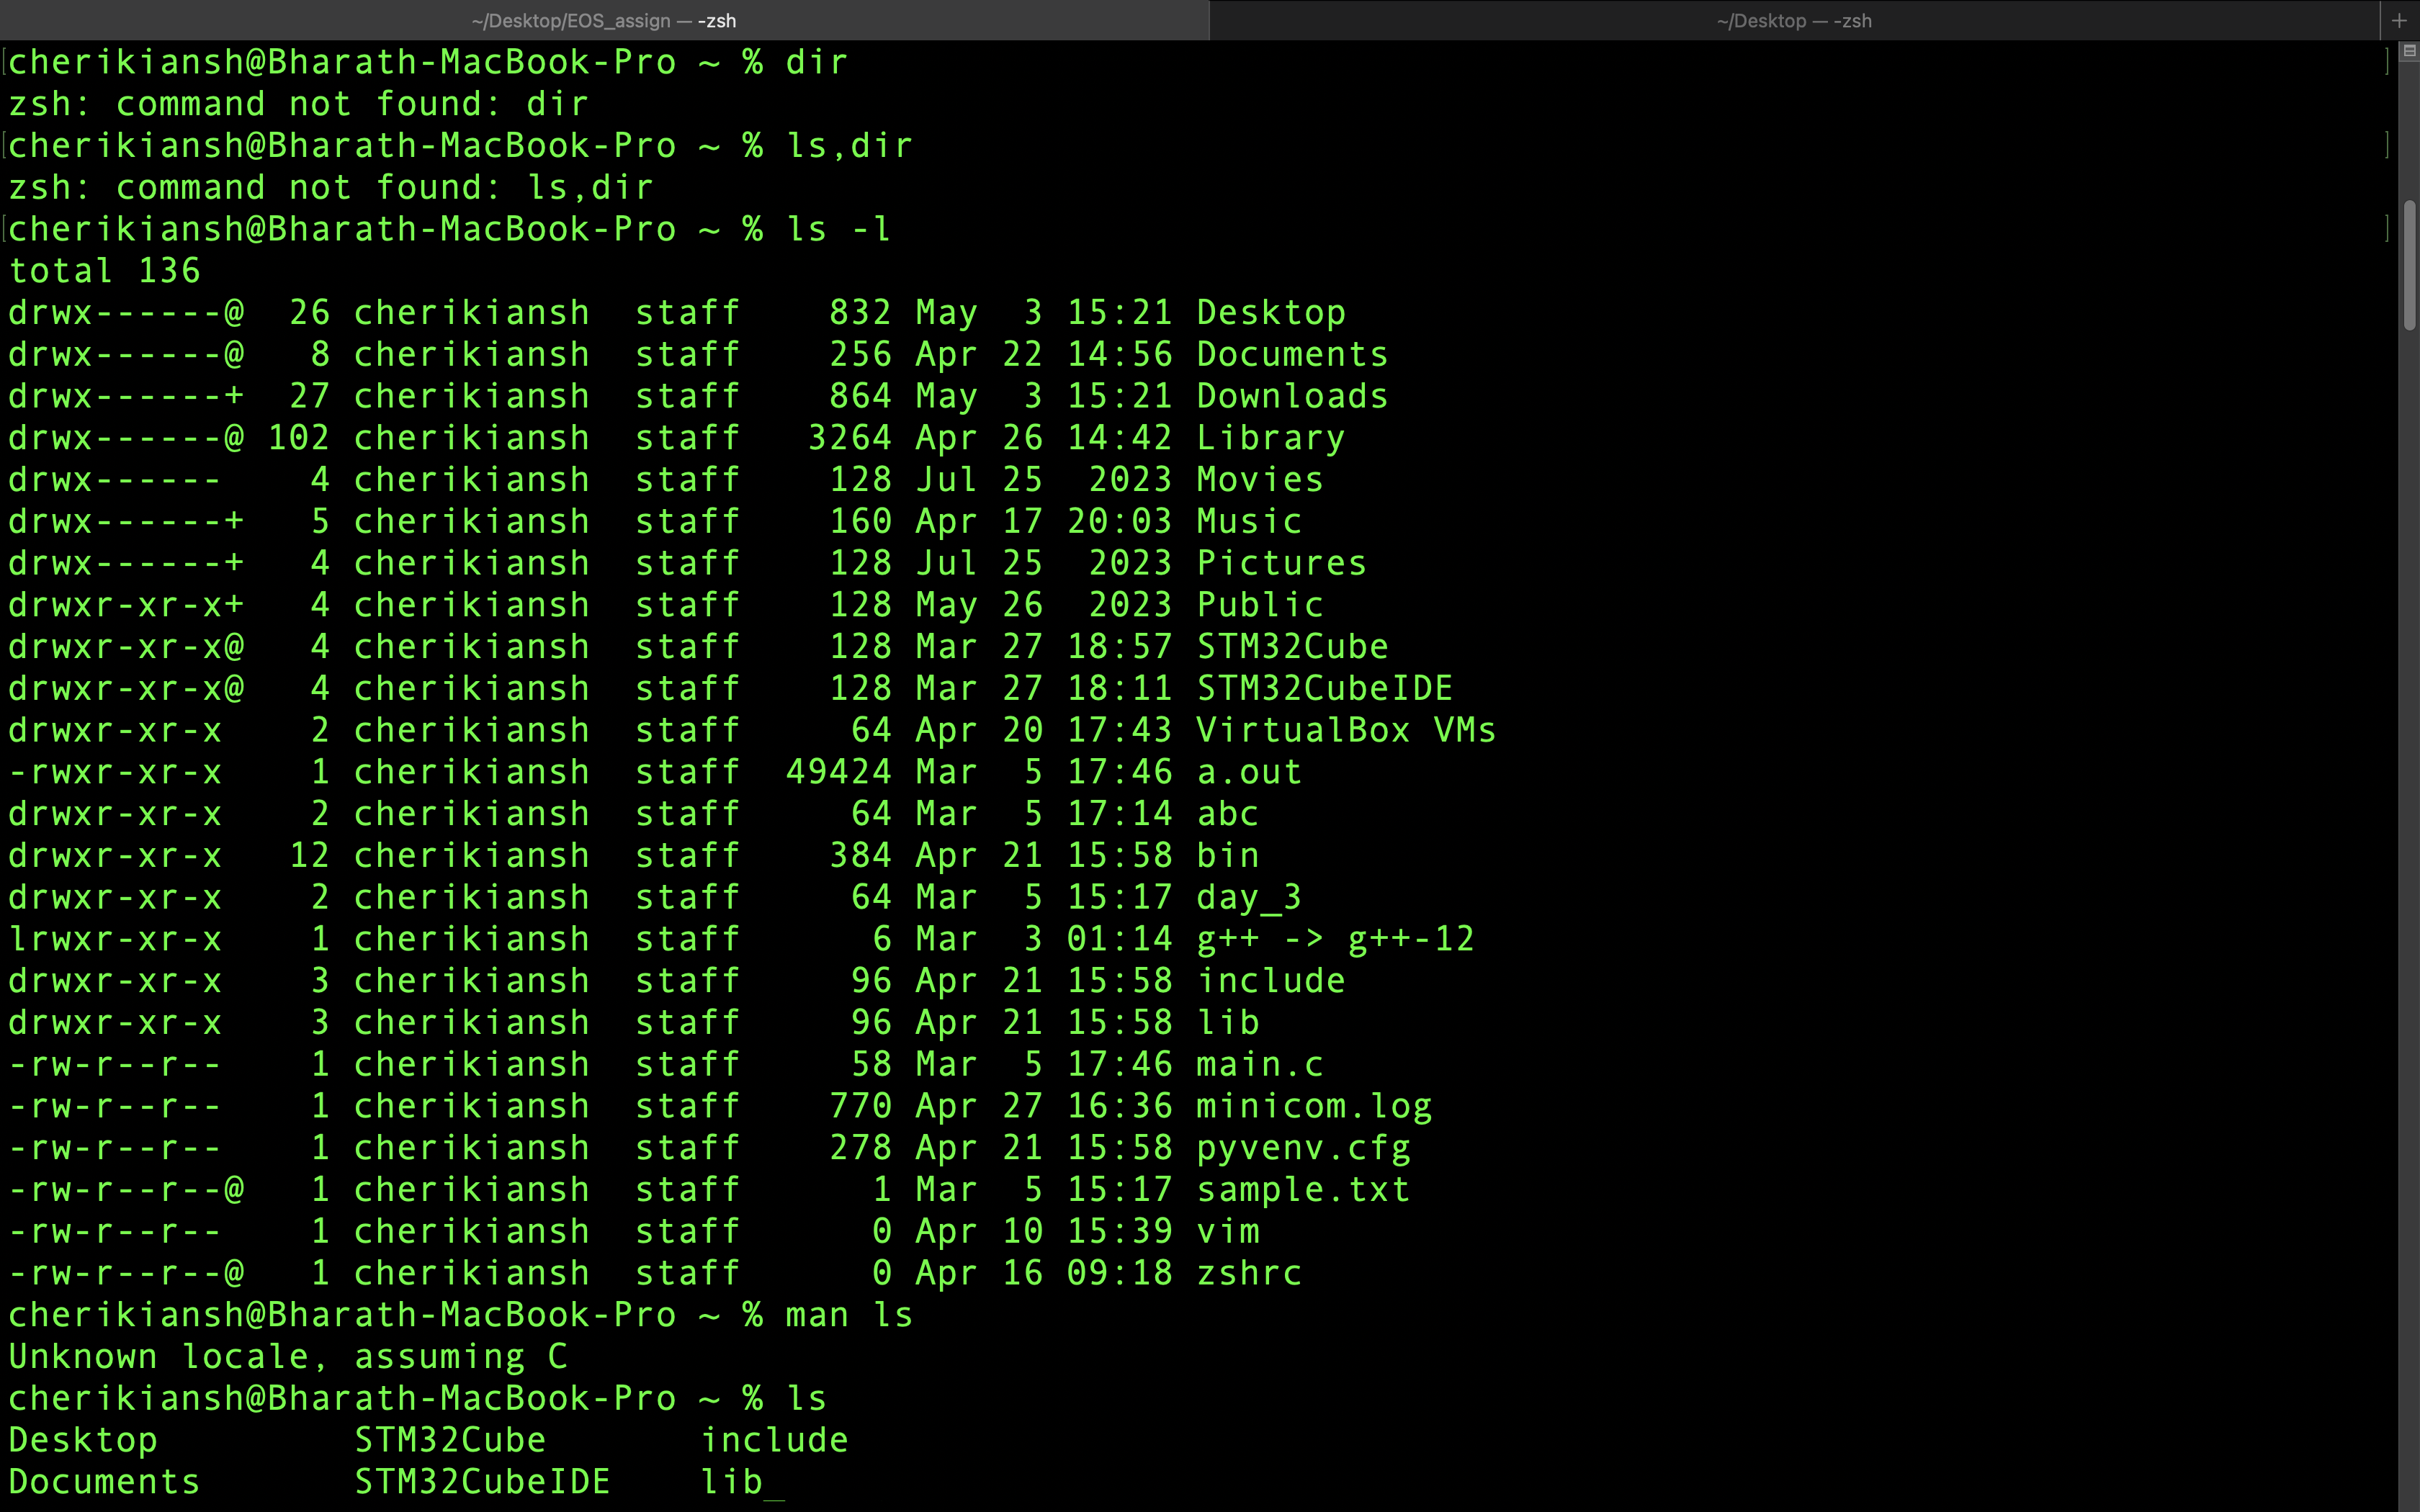 ~/Desktop/EOS_assign — -zsh ~/Desktop — -zsh +
[cherikiansh@Bharath-MacBook-Pro ~ % dir ]
zsh: command not found: dir
[cherikiansh@Bharath-MacBook-Pro ~ % ls,dir ]
zsh: command not found: ls,dir
[cherikiansh@Bharath-MacBook-Pro ~ % ls -l ]
total 136
drwx------@  26 cherikiansh  staff    832 May  3 15:21 Desktop
drwx------@   8 cherikiansh  staff    256 Apr 22 14:56 Documents
drwx------+  27 cherikiansh  staff    864 May  3 15:21 Downloads
drwx------@ 102 cherikiansh  staff   3264 Apr 26 14:42 Library
drwx------    4 cherikiansh  staff    128 Jul 25  2023 Movies
drwx------+   5 cherikiansh  staff    160 Apr 17 20:03 Music
drwx------+   4 cherikiansh  staff    128 Jul 25  2023 Pictures
drwxr-xr-x+   4 cherikiansh  staff    128 May 26  2023 Public
drwxr-xr-x@   4 cherikiansh  staff    128 Mar 27 18:57 STM32Cube
drwxr-xr-x@   4 cherikiansh  staff    128 Mar 27 18:11 STM32CubeIDE
drwxr-xr-x    2 cherikiansh  staff     64 Apr 20 17:43 VirtualBox VMs
-rwxr-xr-x    1 cherikiansh  staff  49424 Mar  5 17:46 a.out
drwxr-xr-x    2 cherikiansh  staff     64 Mar  5 17:14 abc
drwxr-xr-x   12 cherikiansh  staff    384 Apr 21 15:58 bin
drwxr-xr-x    2 cherikiansh  staff     64 Mar  5 15:17 day_3
lrwxr-xr-x    1 cherikiansh  staff      6 Mar  3 01:14 g++ -> g++-12
drwxr-xr-x    3 cherikiansh  staff     96 Apr 21 15:58 include
drwxr-xr-x    3 cherikiansh  staff     96 Apr 21 15:58 lib
-rw-r--r--    1 cherikiansh  staff     58 Mar  5 17:46 main.c
-rw-r--r--    1 cherikiansh  staff    770 Apr 27 16:36 minicom.log
-rw-r--r--    1 cherikiansh  staff    278 Apr 21 15:58 pyvenv.cfg
-rw-r--r--@   1 cherikiansh  staff      1 Mar  5 15:17 sample.txt
-rw-r--r--    1 cherikiansh  staff      0 Apr 10 15:39 vim
-rw-r--r--@   1 cherikiansh  staff      0 Apr 16 09:18 zshrc
cherikiansh@Bharath-MacBook-Pro ~ % man ls
Unknown locale, assuming C
cherikiansh@Bharath-MacBook-Pro ~ % ls
Desktop         STM32Cube       include
Documents       STM32CubeIDE    lib